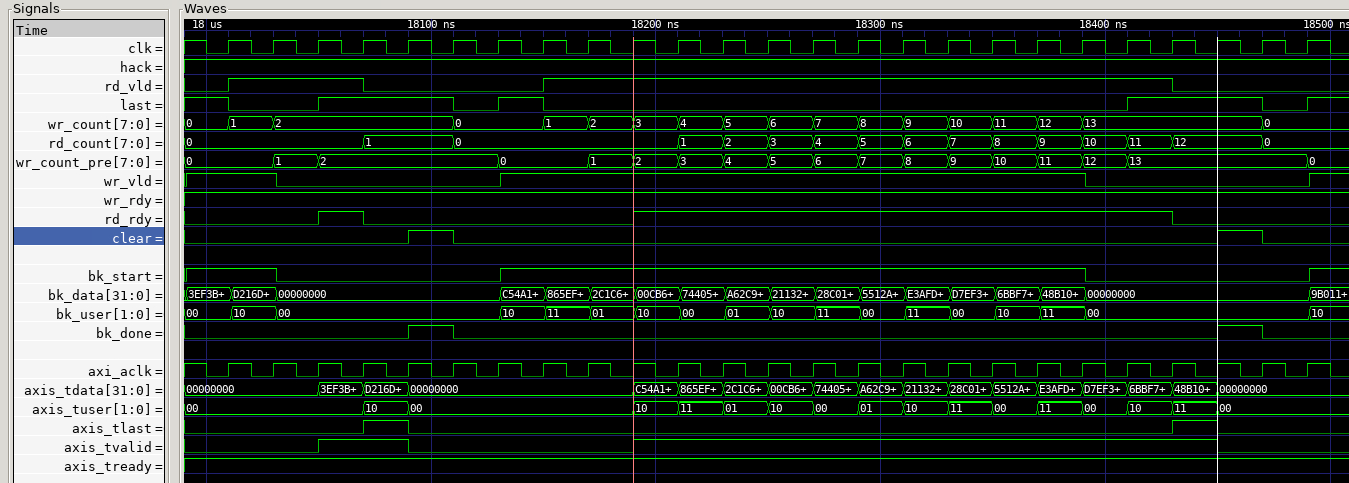 Signals Waves
Time 18 us 18100 ns 18200 ns 18300 ns 18400 ns 18500 ns
clk =
hack =
rd_vld =
last =
wr_count[7:0] = 0 1 2 0 1 2 3 4 5 6 7 8 9 10 11 12 13 0
rd_count[7:0] = 0 1 0 1 2 3 4 5 6 7 8 9 10 11 12 0
wr_count_pre[7:0] = 0 1 2 0 1 2 3 4 5 6 7 8 9 10 11 12 13 0
wr_vld =
wr_rdy =
rd_rdy =
clear =
bk_start =
bk_data[31:0] = 3EF3B+ D216D+ 00000000 C54A1+ 865EF+ 2C1C6+ 00CB6+ 74405+ A62C9+ 21132+ 28C01+ 5512A+ E3AFD+ D7EF3+ 6BBF7+ 48B10+ 00000000 9B011+
bk_user[1:0] = 00 10 00 10 11 01 10 00 01 10 11 00 11 00 10 11 00 10
bk_done =
axi_aclk =
axis_tdata[31:0] = 00000000 3EF3B+ D216D+ 00000000 C54A1+ 865EF+ 2C1C6+ 00CB6+ 74405+ A62C9+ 21132+ 28C01+ 5512A+ E3AFD+ D7EF3+ 6BBF7+ 48B10+ 00000000
axis_tuser[1:0] = 00 10 00 10 11 01 10 00 01 10 11 00 11 00 10 11 00
axis_tlast =
axis_tvalid =
axis_tready =